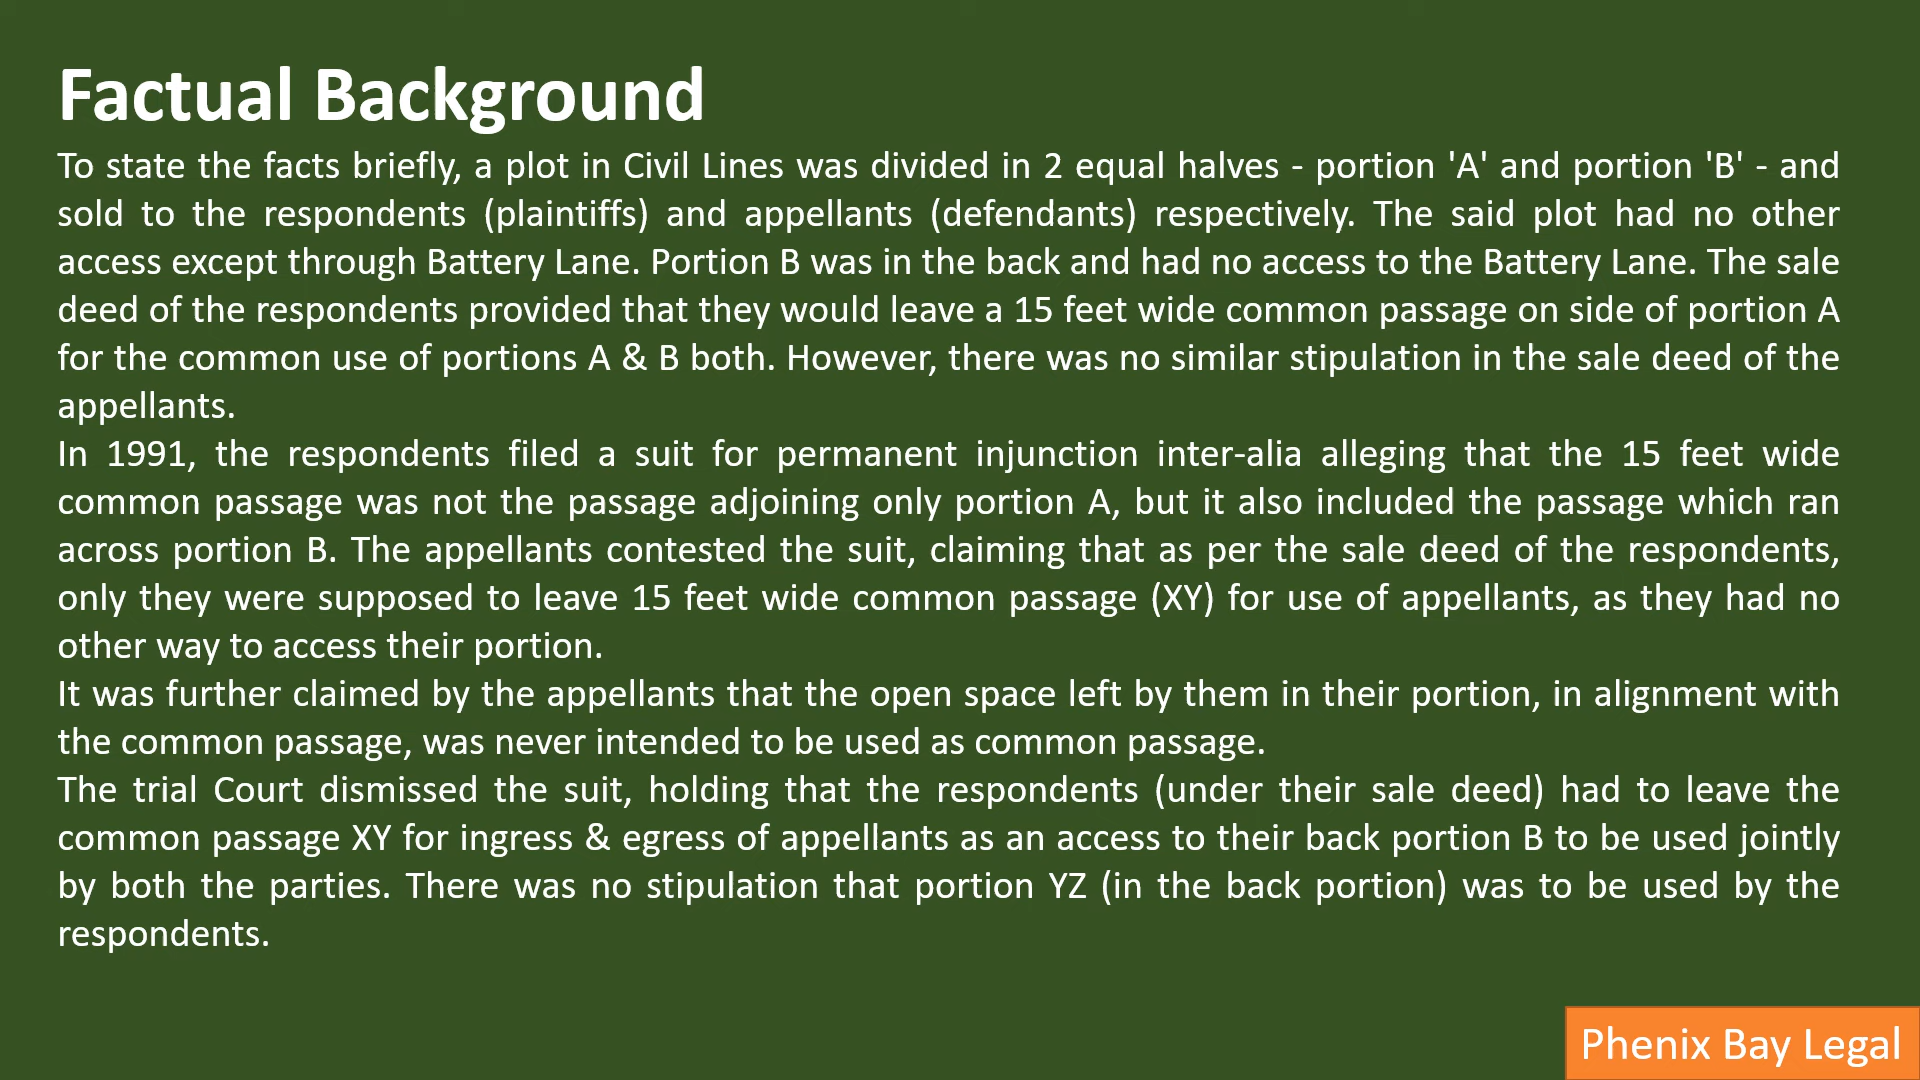 Factual Background
To state the facts briefly, a plot in Civil Lines was divided in 2 equal halves - portion 'A' and portion 'B' - and
sold to the respondents (plaintiffs) and appellants (defendants) respectively. The said plot had no other
access except through Battery Lane. Portion B was in the back and had no access to the Battery Lane. The sale
deed of the respondents provided that they would leave a 15 feet wide common passage on side of portion A
for the common use of portions A & B both. However, there was no similar stipulation in the sale deed of the
appellants.
In 1991, the respondents filed a suit for permanent injunction inter-alia alleging that the 15 feet wide
common passage was not the passage adjoining only portion A, but it also included the passage which ran
across portion B. The appellants contested the suit, claiming that as per the sale deed of the respondents,
only they were supposed to leave 15 feet wide common passage (XY) for use of appellants, as they had no
other way to access their portion.
It was further claimed by the appellants that the open space left by them in their portion, in alignment with
the common passage, was never intended to be used as common passage.
The trial Court dismissed the suit, holding that the respondents (under their sale deed) had to leave the
common passage XY for ingress & egress of appellants as an access to their back portion B to be used jointly
by both the parties. There was no stipulation that portion YZ (in the back portion) was to be used by the
respondents.
Phenix Bay Legal